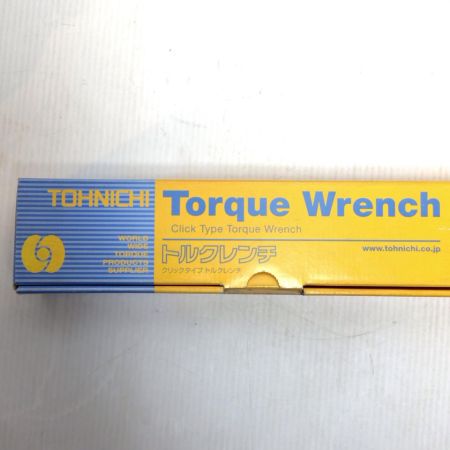 TOHNICHI
WORLD
WIDE
TORQUE
PRODUCTS
SUPPLIER
Torque Wrench
Click Type Torque Wrench
トルクレンチ
www.tohnichi.co.jp
クリックタイプ トルクレンチ